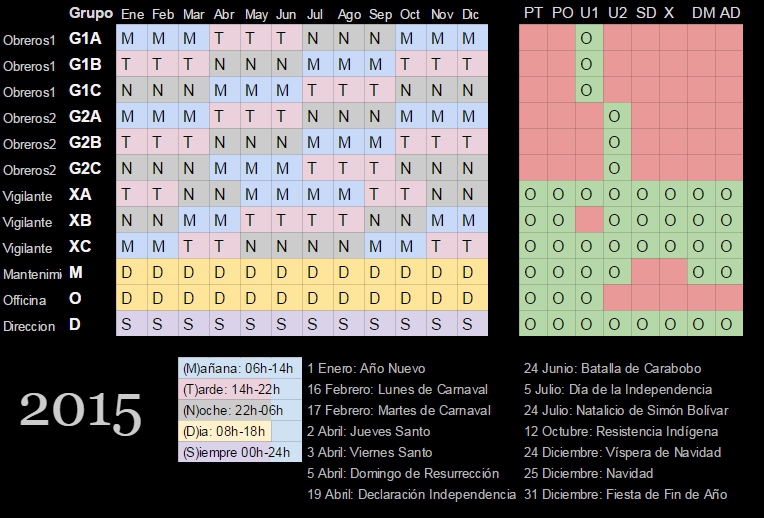 Grupo Ene Feb Mar Abr May Jun Jul Ago Sep Oct Nov Dic PT PO U1 U2 SD X DM AD
Obreros1 G1A M M M T T T N N N M M M O
Obreros1 G1B T T T N N N M M M T T T O
Obreros1 G1C N N N M M M T T T N N N O
Obreros2 G2A M M M T T T N N N M M M O
Obreros2 G2B T T T N N N M M M T T T O
Obreros2 G2C N N N M M M T T T N N N O
Vigilante XA T T N N M M M M T T N N O O O O O O O O
Vigilante XB N N M M T T T T N N M M O O O O O O O
Vigilante XC M M T T N N N N M M T T O O O O O O O O
Mantenimi M D D D D D D D D D D D D O O O O O O
Officina O D D D D D D D D D D D D O O O
Direccion D S S S S S S S S S S S S O O O O O O O O
2015
(M)añana: 06h-14h
(T)arde: 14h-22h
(N)oche: 22h-06h
(D)ia: 08h-18h
(S)iempre 00h-24h
1 Enero: Año Nuevo
16 Febrero: Lunes de Carnaval
17 Febrero: Martes de Carnaval
2 Abril: Jueves Santo
3 Abril: Viernes Santo
5 Abril: Domingo de Resurrección
19 Abril: Declaración Independencia
24 Junio: Batalla de Carabobo
5 Julio: Día de la Independencia
24 Julio: Natalicio de Simón Bolívar
12 Octubre: Resistencia Indígena
24 Diciembre: Víspera de Navidad
25 Diciembre: Navidad
31 Diciembre: Fiesta de Fin de Año